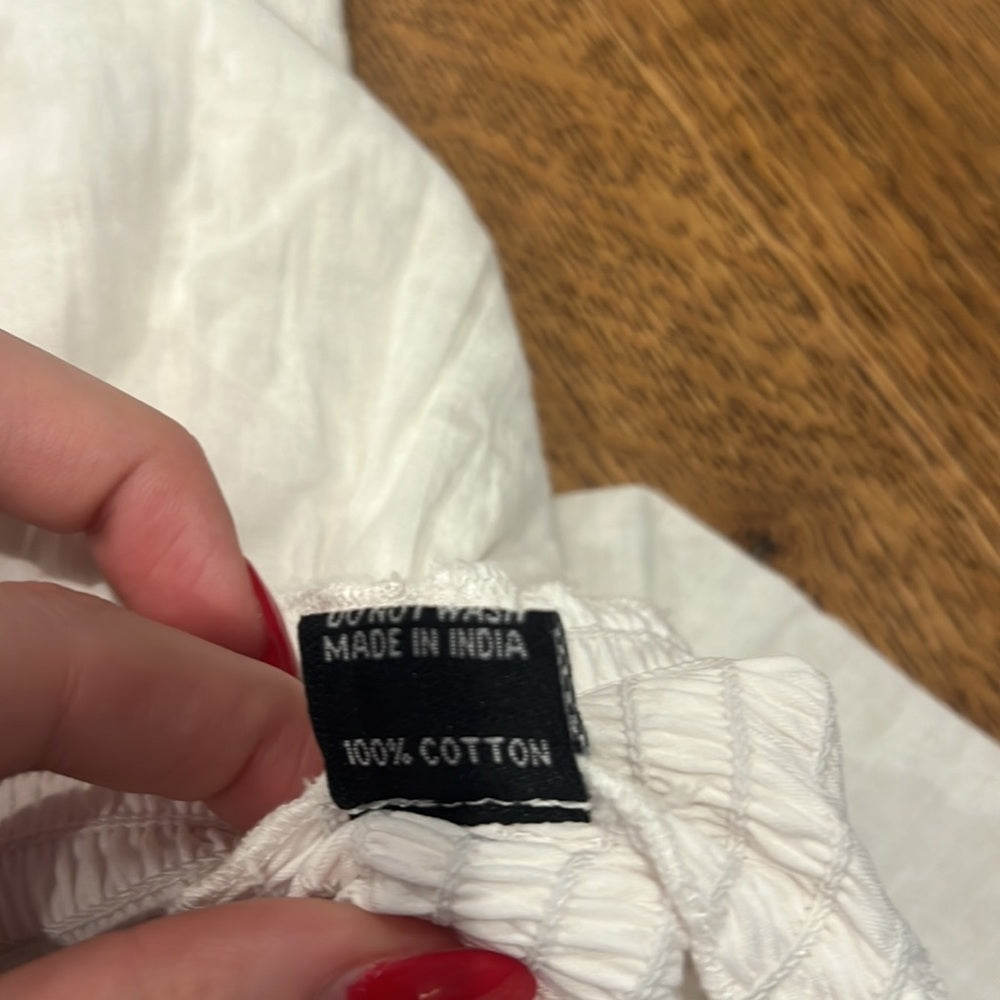 DO NOT WASH
MADE IN INDIA
100% COTTON